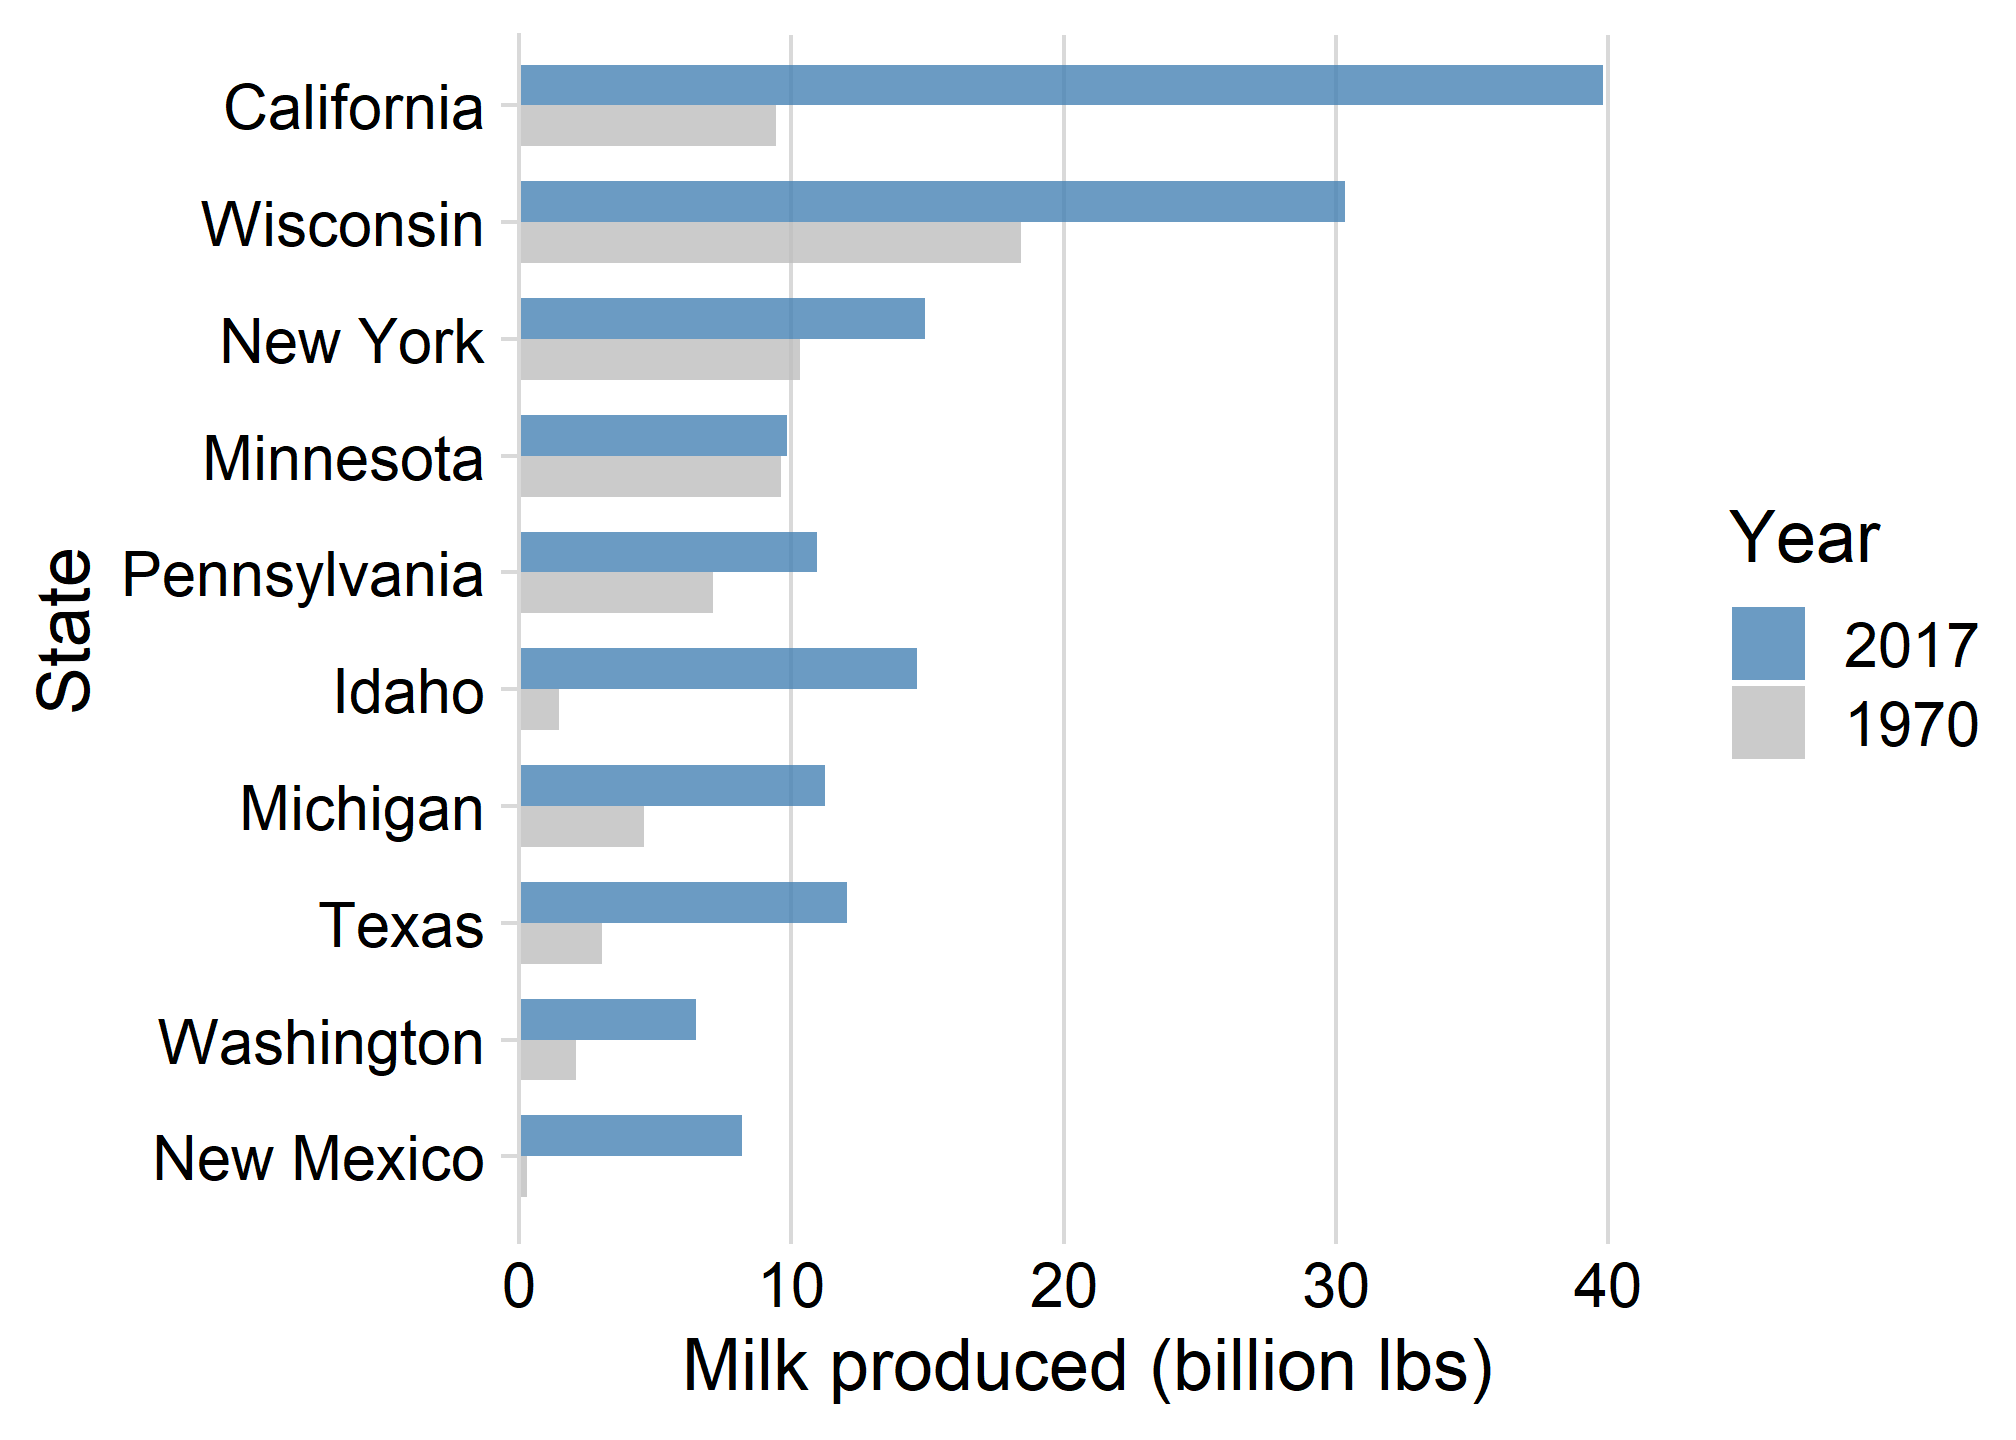 California
Wisconsin
New York
Minnesota
Pennsylvania
Idaho
Michigan
Texas
Washington
New Mexico
State
0 10 20 30 40
Milk produced (billion lbs)
Year
2017
1970